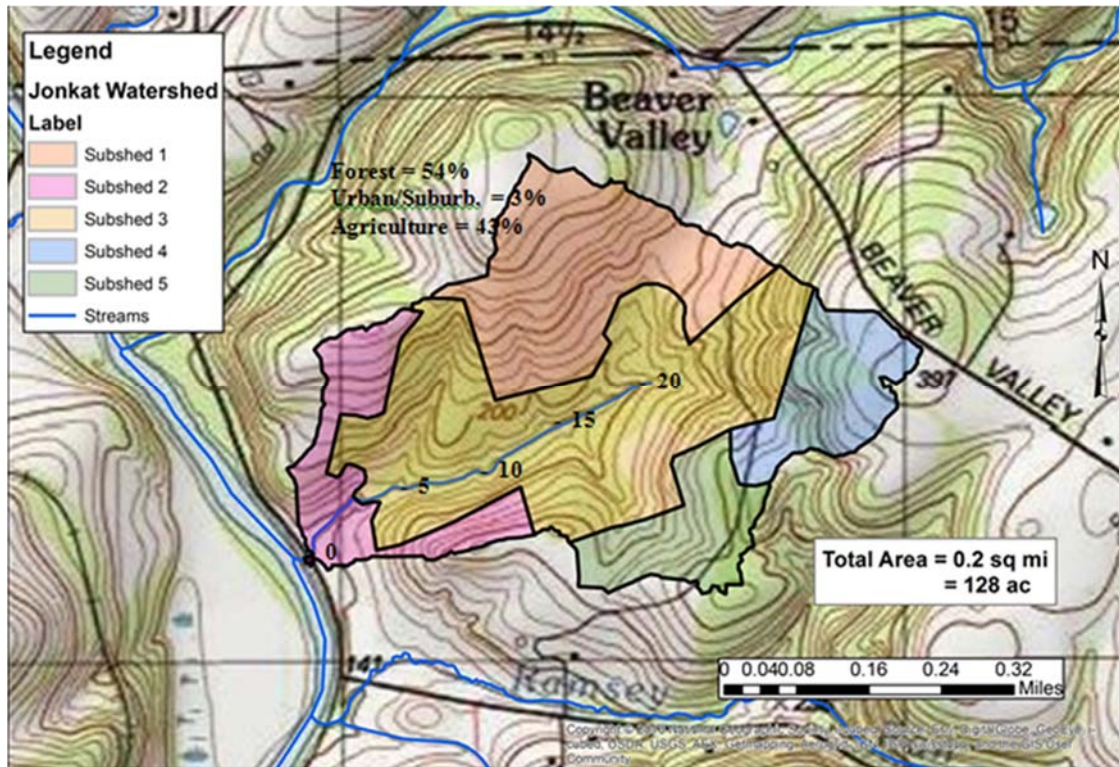 Legend
Jonkat Watershed
Label
Subshed 1
Subshed 2
Subshed 3
Subshed 4
Subshed 5
Streams
14½
15
Beaver
Valley
Forest = 54%
Urban/Suburb. = 3%
Agriculture = 43%
BEAVER
VALLEY
N
397
200
20
15
10
5
0
Total Area = 0.2 sq mi
= 128 ac
141
Ramsey
0 0.04 0.08 0.16 0.24 0.32
Miles
Community